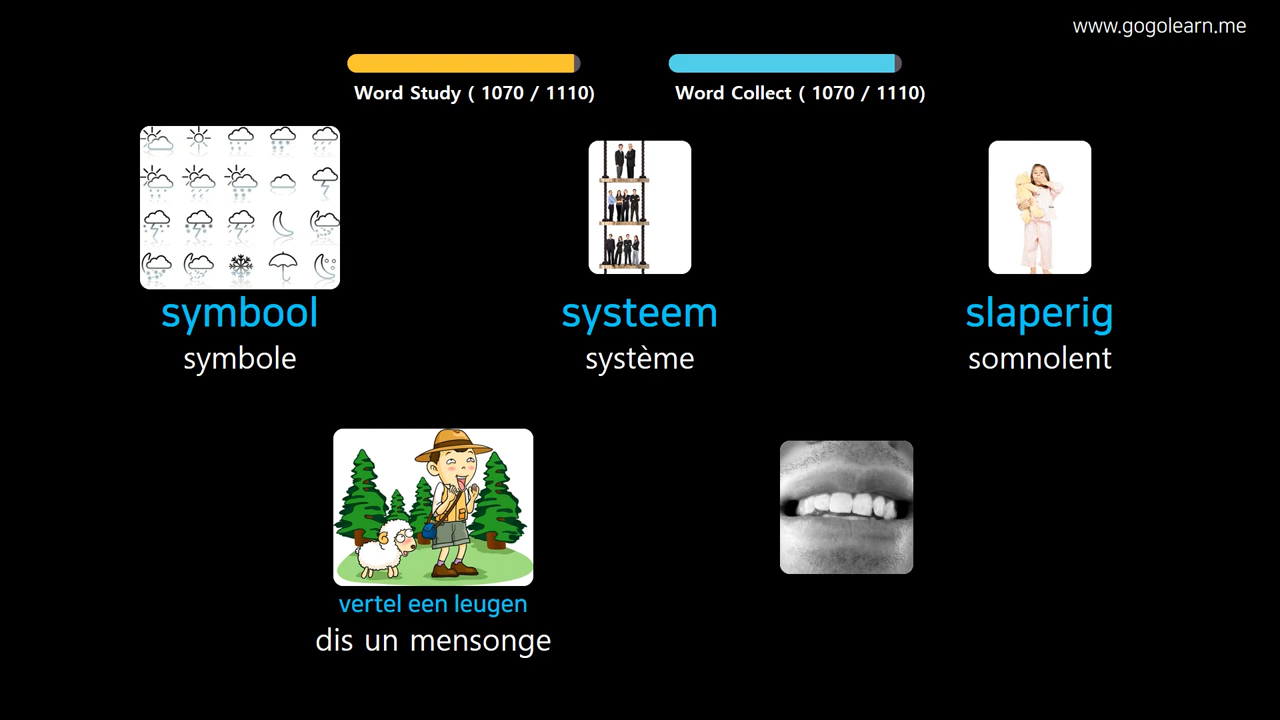 www.gogolearn.me
Word Study ( 1070 / 1110)
Word Collect ( 1070 / 1110)
symbool
symbole
systeem
système
slaperig
somnolent
vertel een leugen
dis un mensonge